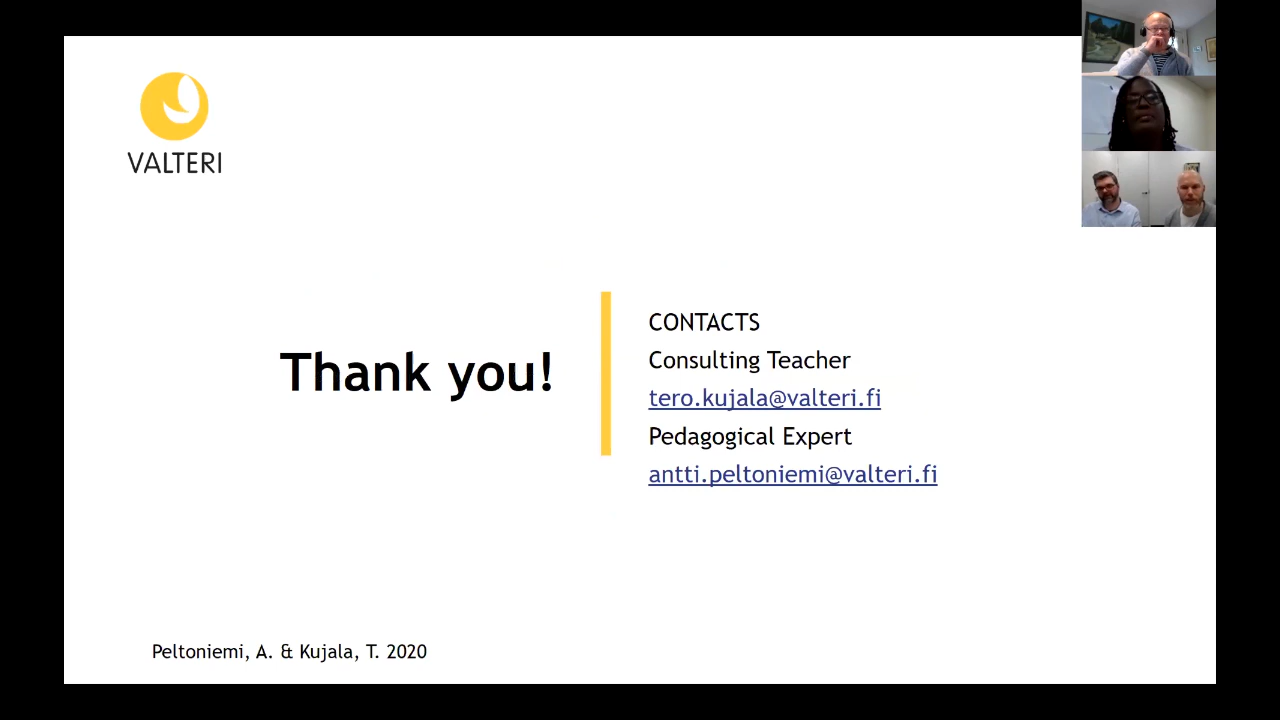 VALTERI
Thank you!
CONTACTS
Consulting Teacher
tero.kujala@valteri.fi
Pedagogical Expert
antti.peltoniemi@valteri.fi
Peltoniemi, A. & Kujala, T. 2020